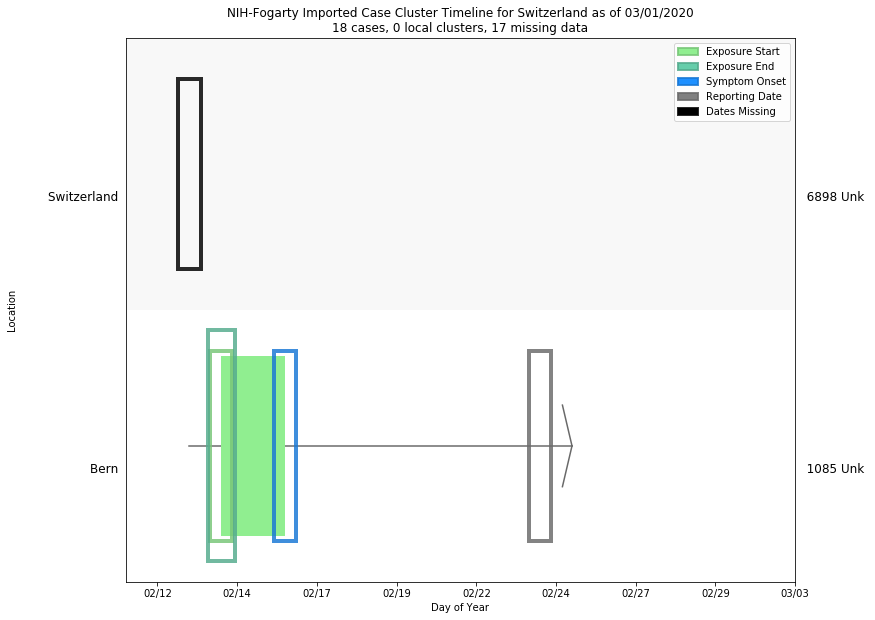 NIH-Fogarty Imported Case Cluster Timeline for Switzerland as of 03/01/2020
18 cases, 0 local clusters, 17 missing data
Exposure Start
Exposure End
Symptom Onset
Reporting Date
Dates Missing
Switzerland
6898 Unk
Location
Bern
1085 Unk
02/12 02/14 02/17 02/19 02/22 02/24 02/27 02/29 03/03
Day of Year